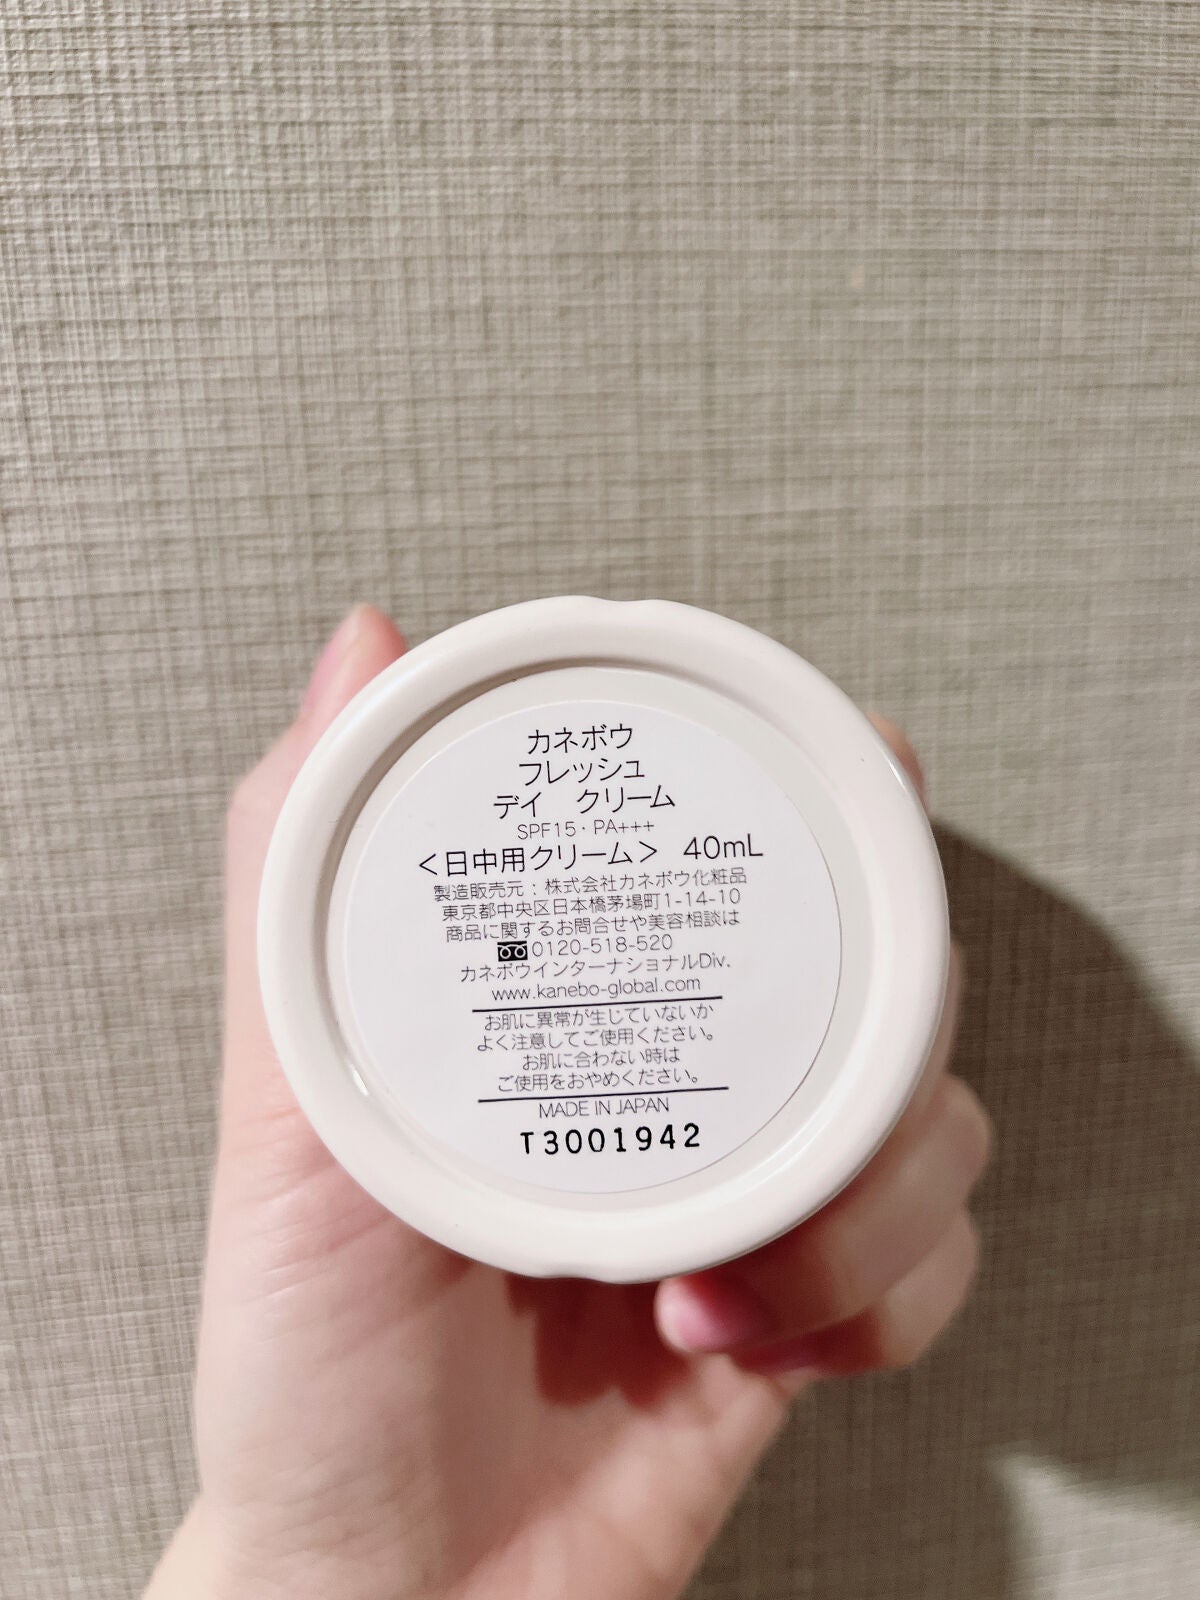 カネボウ
フレッシュ
デイ　クリーム
SPF15・PA+++
＜日中用クリーム＞　40mL
製造販売元：株式会社カネボウ化粧品
東京都中央区日本橋茅場町1-14-10
商品に関するお問合せや美容相談は
0120-518-520
カネボウインターナショナルDiv.
www.kanebo-global.com
お肌に異常が生じていないか
よく注意してご使用ください。
お肌に合わない時は
ご使用をおやめください。
MADE IN JAPAN
T3001942